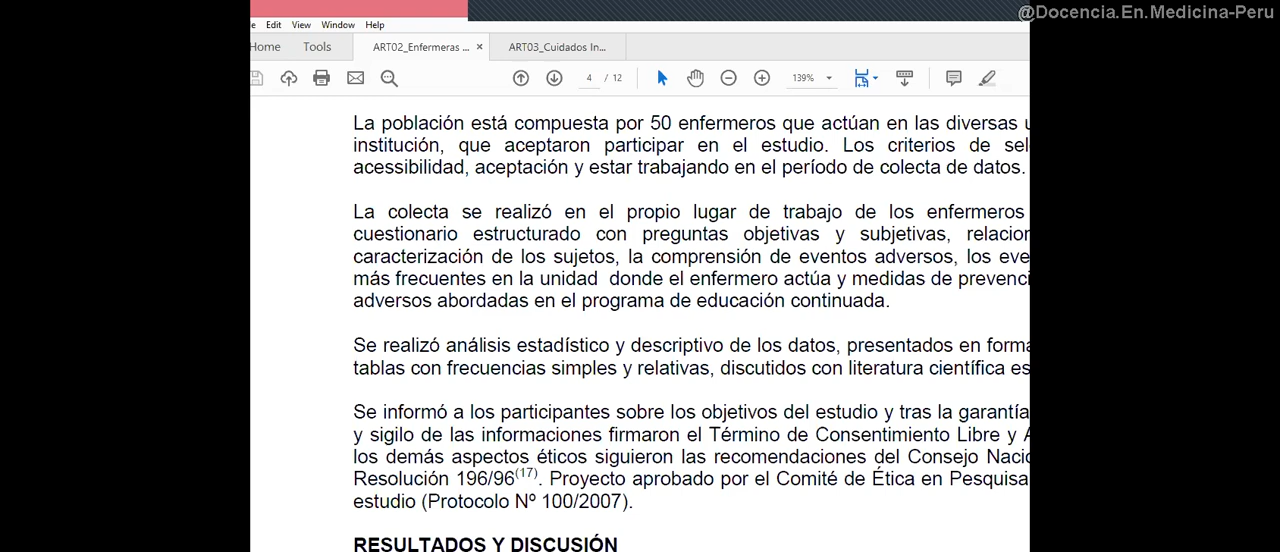 @Docencia.En.Medicina-Peru
Edit View Window Help
Home Tools ART02_Enfermeras ... × ART03_Cuidados In...
4 / 12 139%
La población está compuesta por 50 enfermeros que actúan en las diversas
institución, que aceptaron participar en el estudio. Los criterios de
acessibilidad, aceptación y estar trabajando en el período de colecta de datos.
La colecta se realizó en el propio lugar de trabajo de los enfermeros
cuestionario estructurado con preguntas objetivas y subjetivas,
caracterización de los sujetos, la comprensión de eventos adversos, los
más frecuentes en la unidad donde el enfermero actúa y medidas de
adversos abordadas en el programa de educación continuada.
Se realizó análisis estadístico y descriptivo de los datos, presentados en
tablas con frecuencias simples y relativas, discutidos con literatura científica
Se informó a los participantes sobre los objetivos del estudio y tras la garantía
y sigilo de las informaciones firmaron el Término de Consentimiento Libre y
los demás aspectos éticos siguieron las recomendaciones del Consejo
Resolución 196/96(17). Proyecto aprobado por el Comité de Ética en Pesquisa
estudio (Protocolo Nº 100/2007).
RESULTADOS Y DISCUSIÓN